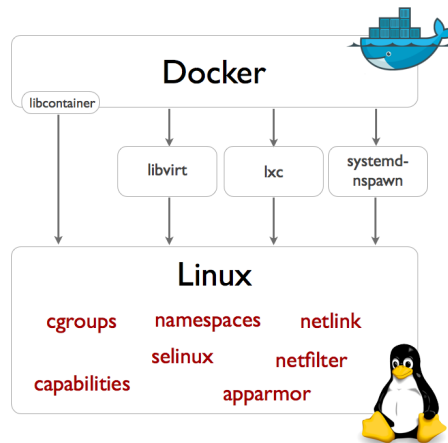 Docker
libcontainer
libvirt
lxc
systemd-
nspawn
Linux
cgroups
namespaces
netlink
selinux
netfilter
capabilities
apparmor